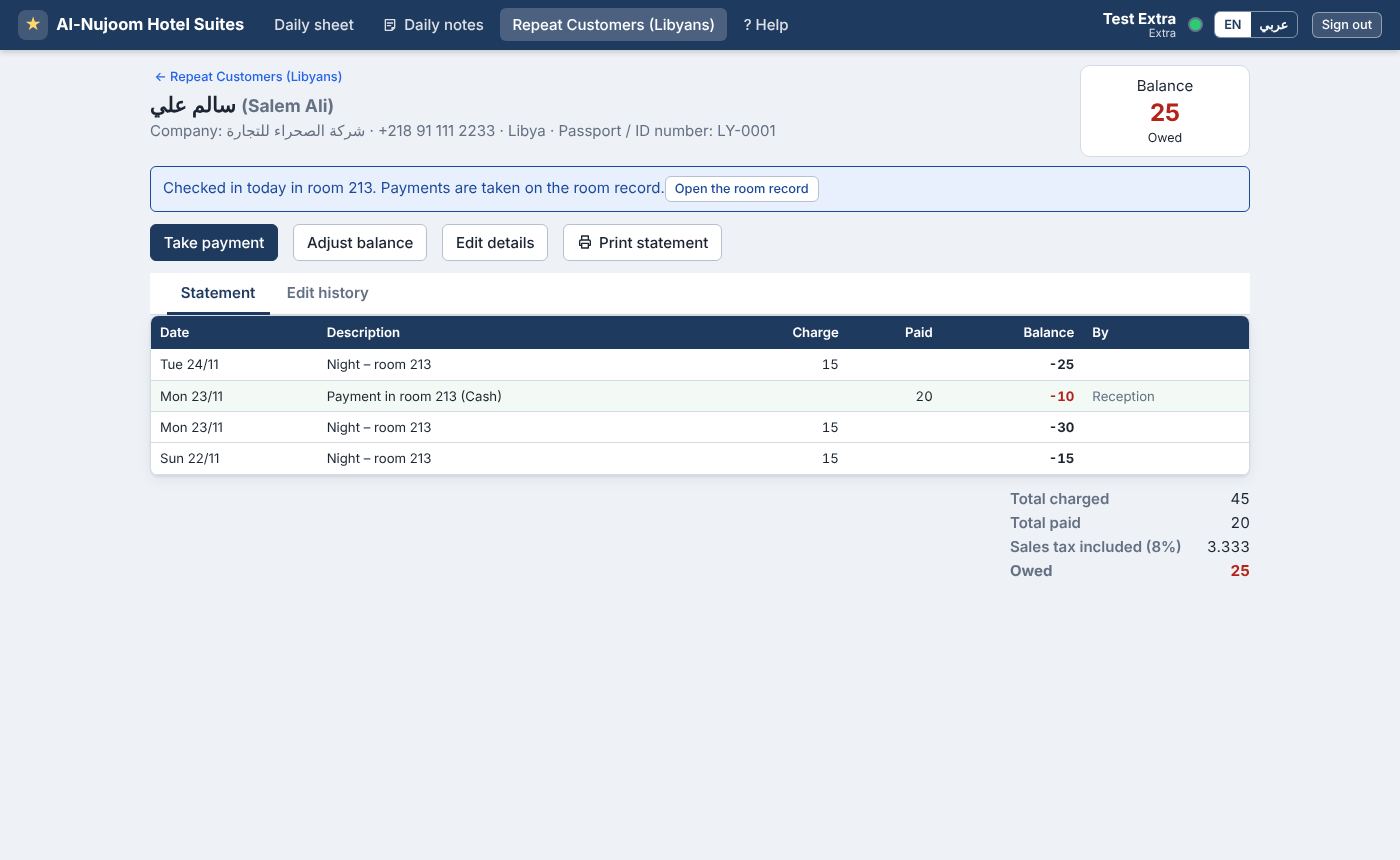 ★ Al-Nujoom Hotel Suites Daily sheet Daily notes Repeat Customers (Libyans) ? Help Test Extra Extra EN عربي Sign out
← Repeat Customers (Libyans)
سالم علي (Salem Ali)
Company: شركة الصحراء للتجارة · +218 91 111 2233 · Libya · Passport / ID number: LY-0001
Balance
25
Owed
Checked in today in room 213. Payments are taken on the room record. Open the room record
Take payment Adjust balance Edit details Print statement
Statement Edit history
Date Description Charge Paid Balance By
Tue 24/11 Night – room 213 15 -25
Mon 23/11 Payment in room 213 (Cash) 20 -10 Reception
Mon 23/11 Night – room 213 15 -30
Sun 22/11 Night – room 213 15 -15
Total charged 45
Total paid 20
Sales tax included (8%) 3.333
Owed 25